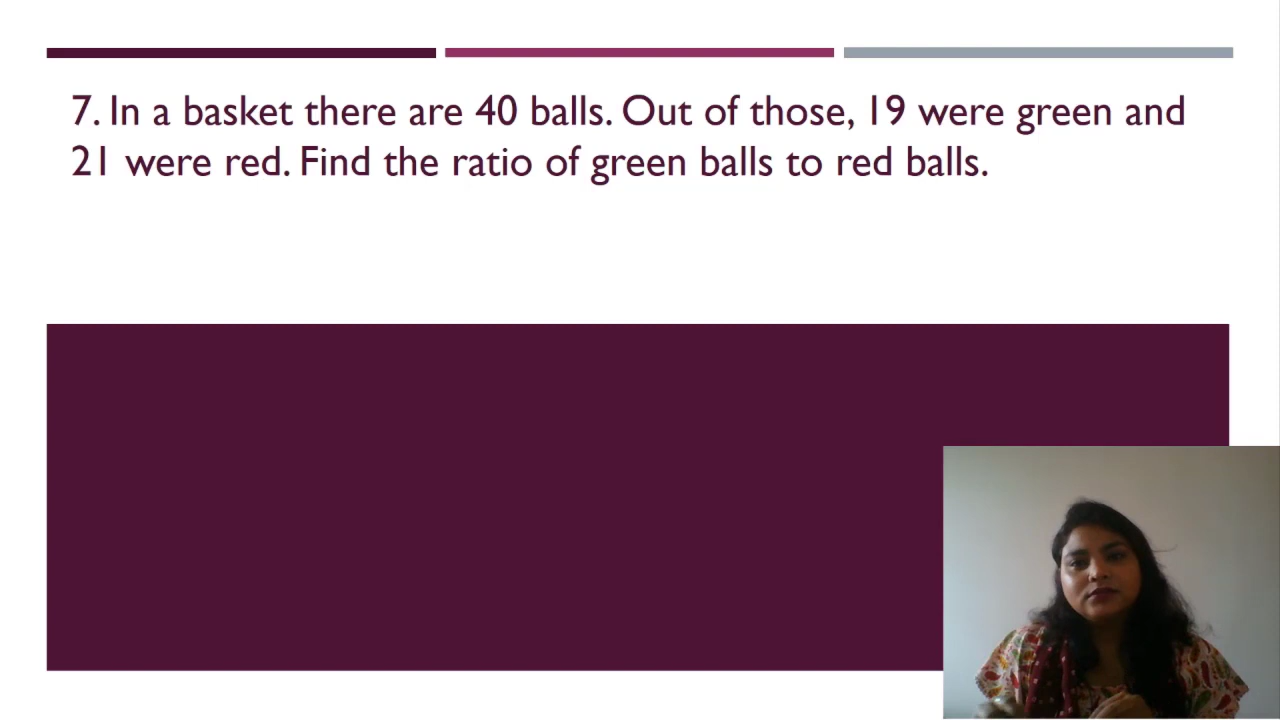 7. In a basket there are 40 balls. Out of those, 19 were green and
21 were red. Find the ratio of green balls to red balls.